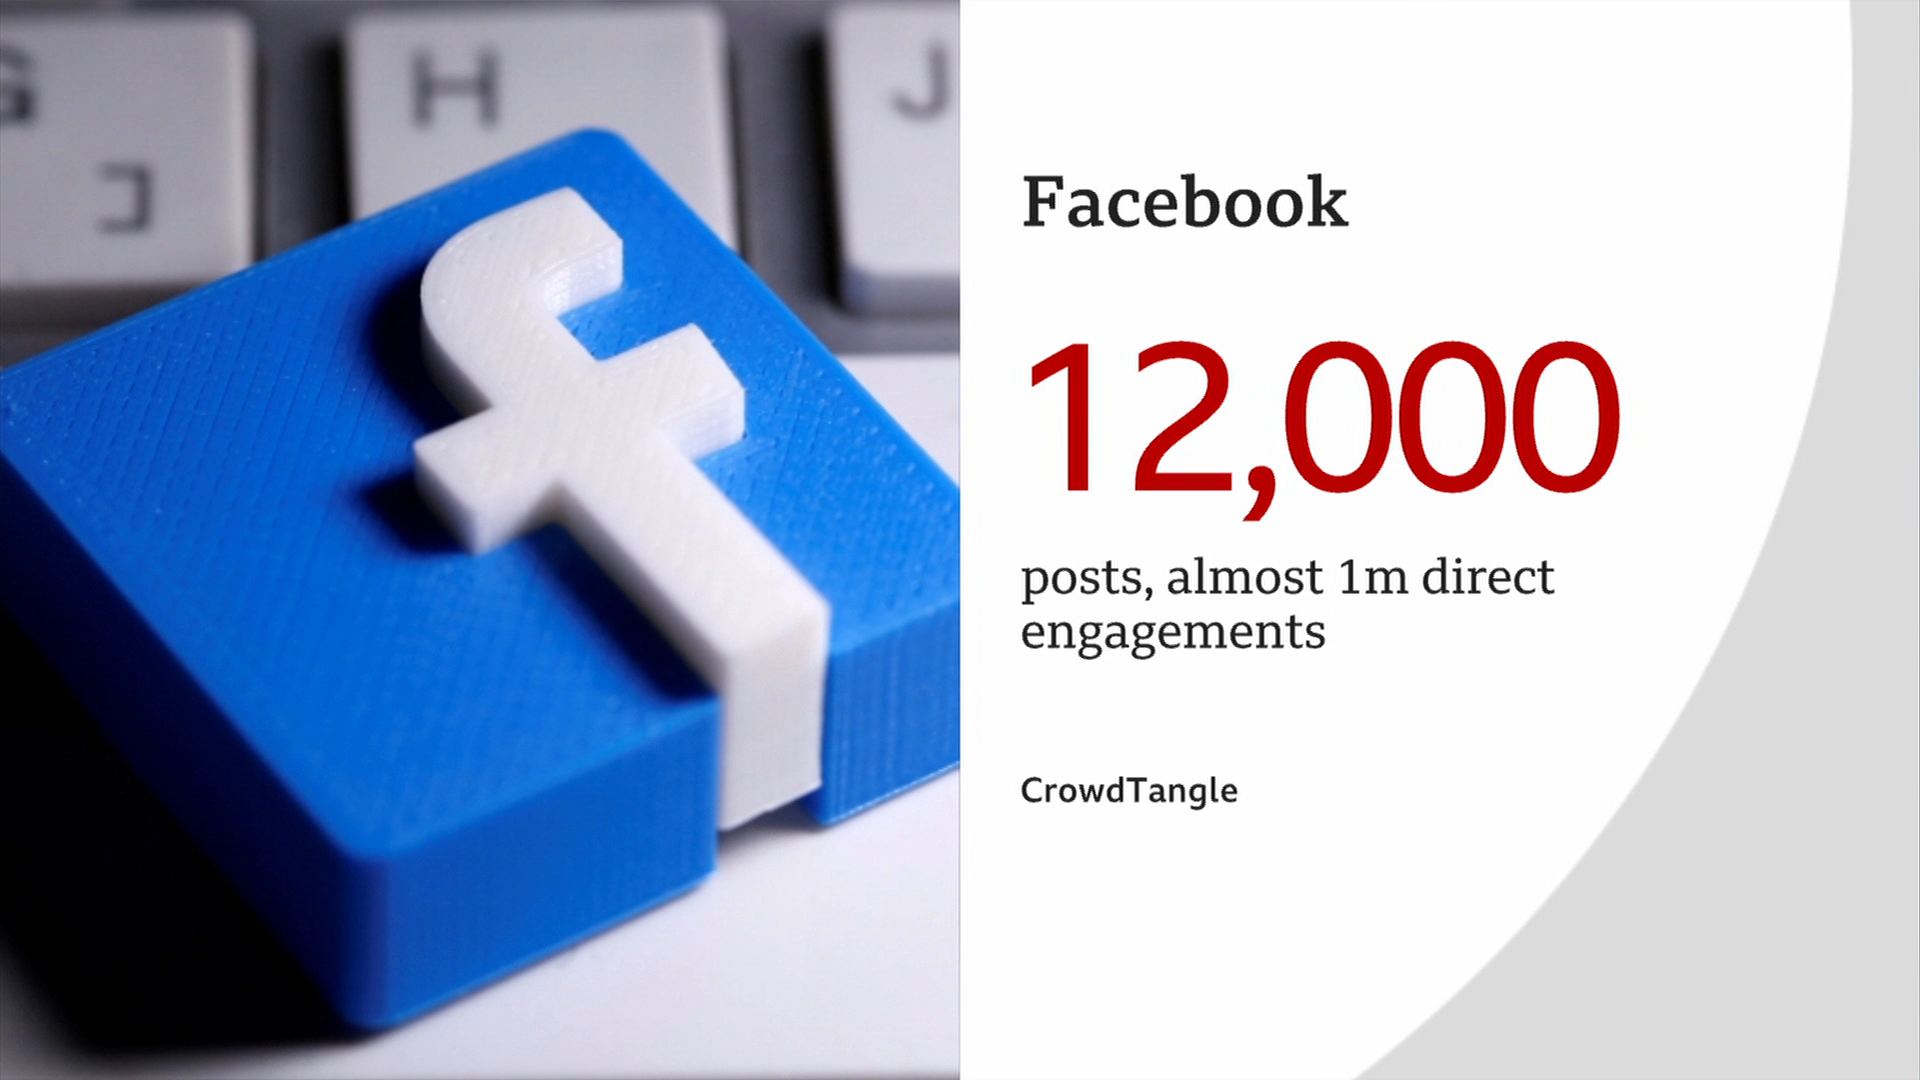 G
H
J
כ
f
Facebook
12,000
posts, almost 1m direct
engagements
CrowdTangle